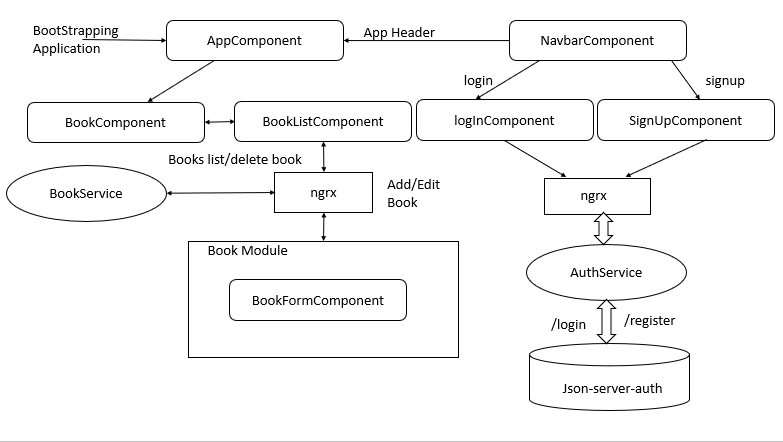 BootStrapping
Application
AppComponent
App Header
NavbarComponent
login
signup
BookComponent
BookListComponent
logInComponent
SignUpComponent
Books list/delete book
BookService
ngrx
Add/Edit
Book
ngrx
Book Module
BookFormComponent
AuthService
/login
/register
Json-server-auth